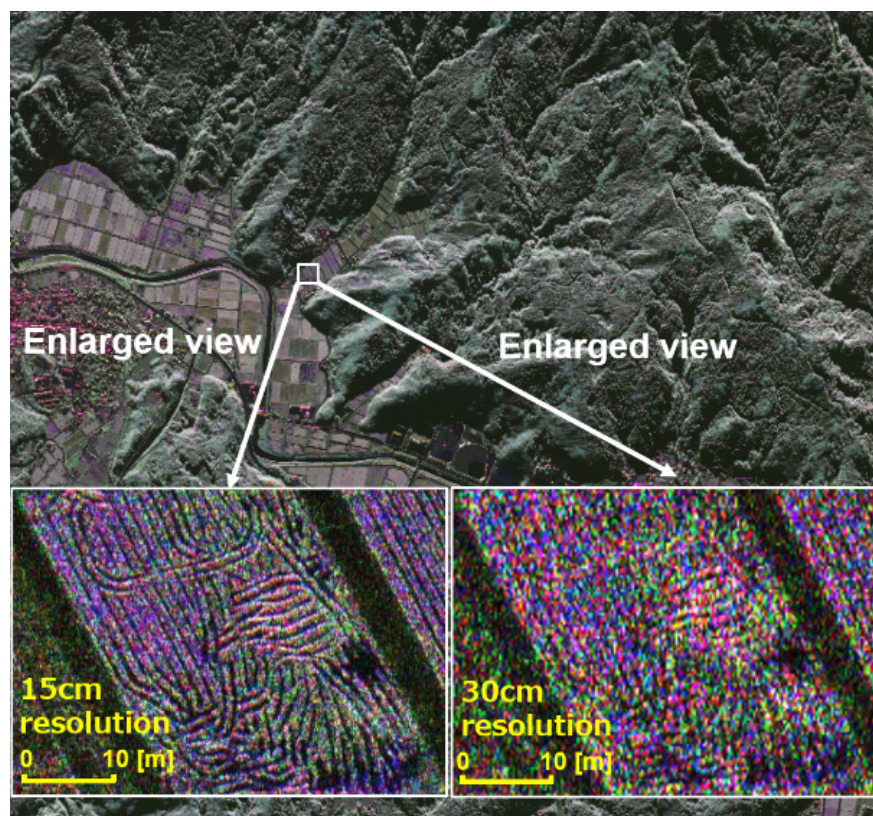 Enlarged view
Enlarged view
15cm
resolution
0 10 [m]
30cm
resolution
0 10 [m]